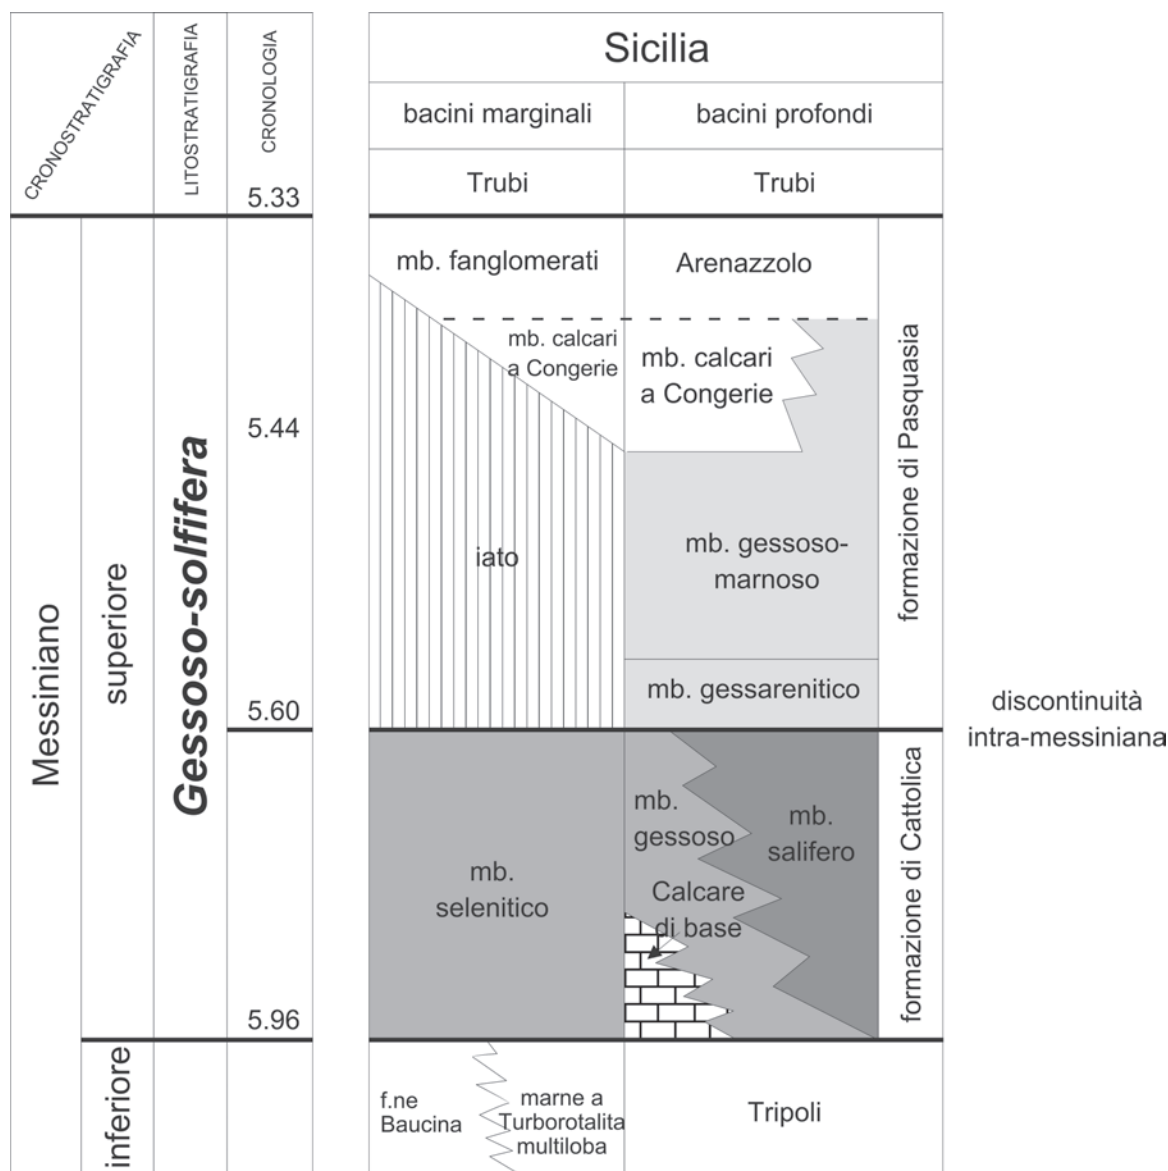 CRONOSTRATIGRAFIA
LITOSTRATIGRAFIA
CRONOLOGIA
Sicilia
bacini marginali
bacini profondi
Trubi
Trubi
5.33
mb. fanglomerati
Arenazzolo
mb. calcari
a Congerie
mb. calcari
a Congerie
5.44
formazione di Pasquasia
Gessoso-solfifera
iato
mb. gessoso-
marnoso
Messiniano
superiore
mb. gessarenitico
5.60
discontinuità
intra-messiniana
mb.
gessoso
mb.
salifero
formazione di Cattolica
mb.
selenitico
Calcare
di base
5.96
inferiore
f.ne
Baucina
marne a
Turborotalita
multiloba
Tripoli